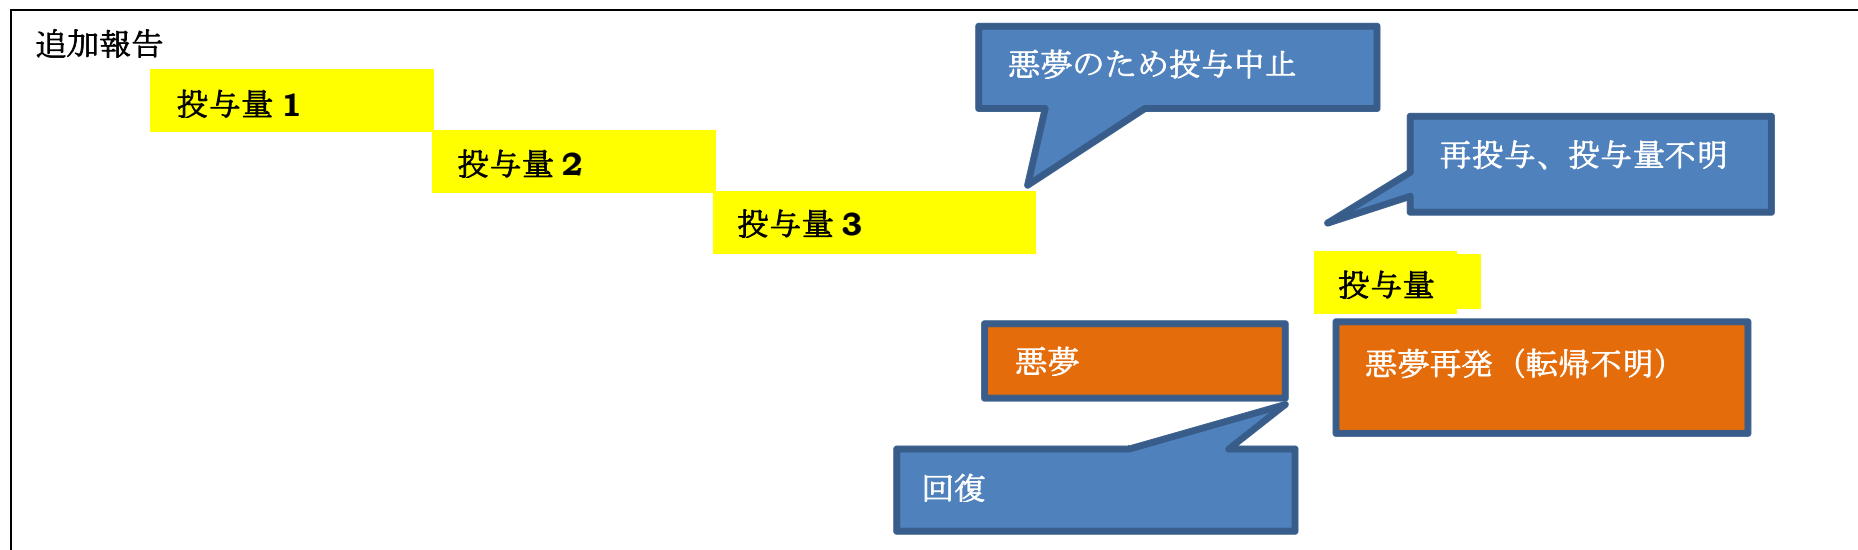 追加報告
悪夢のため投与中止
投与量 1
再投与、投与量不明
投与量 2
投与量 3
投与量
悪夢
悪夢再発（転帰不明）
回復